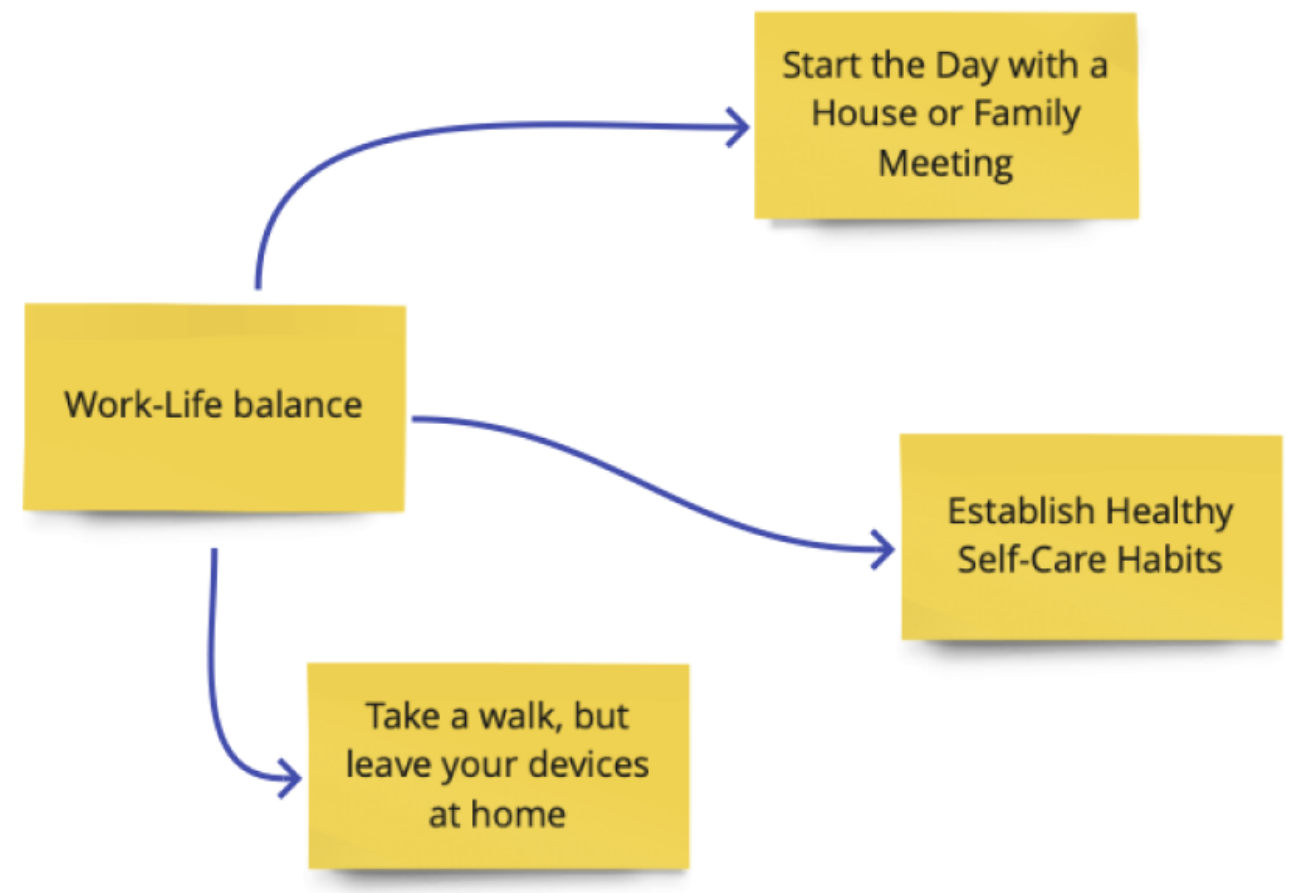 Start the Day with a
House or Family
Meeting
Work-Life balance
Establish Healthy
Self-Care Habits
Take a walk, but
leave your devices
at home